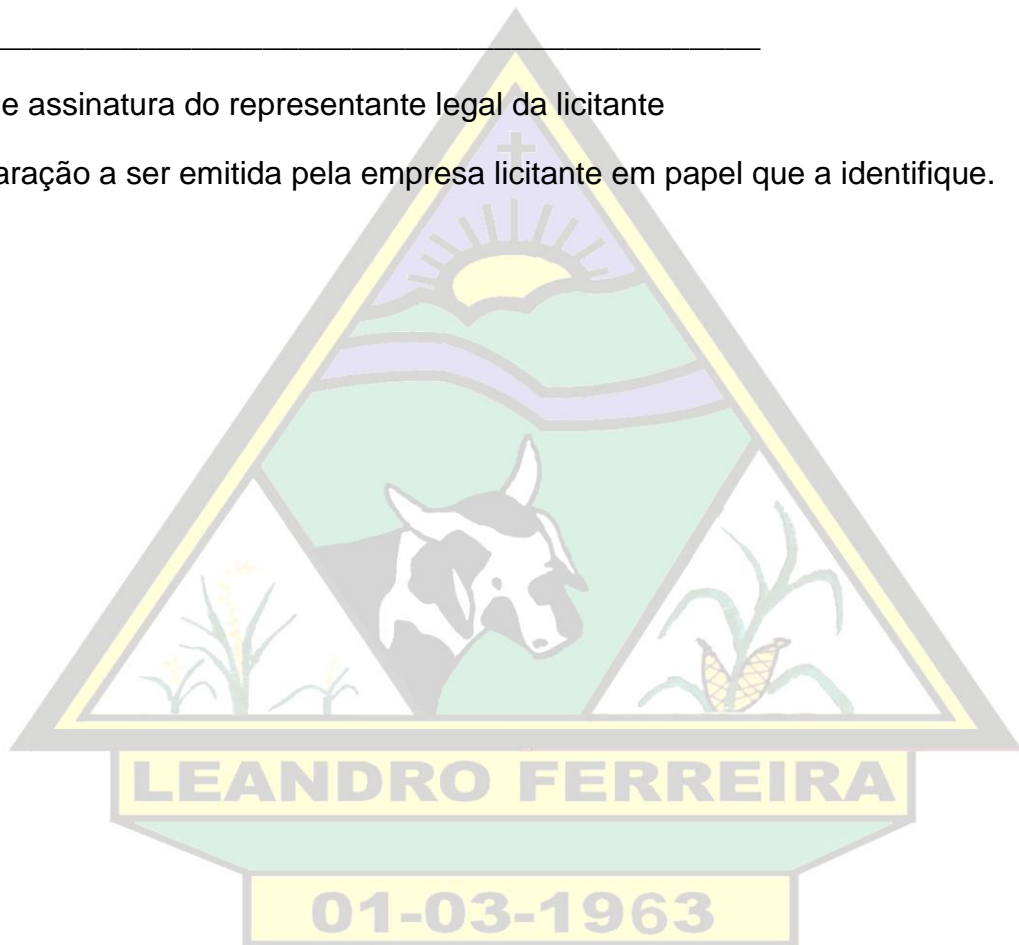 ____________________________________________
e assinatura do representante legal da licitante
aração a ser emitida pela empresa licitante em papel que a identifique.
LEANDRO FERREIRA
01-03-1963